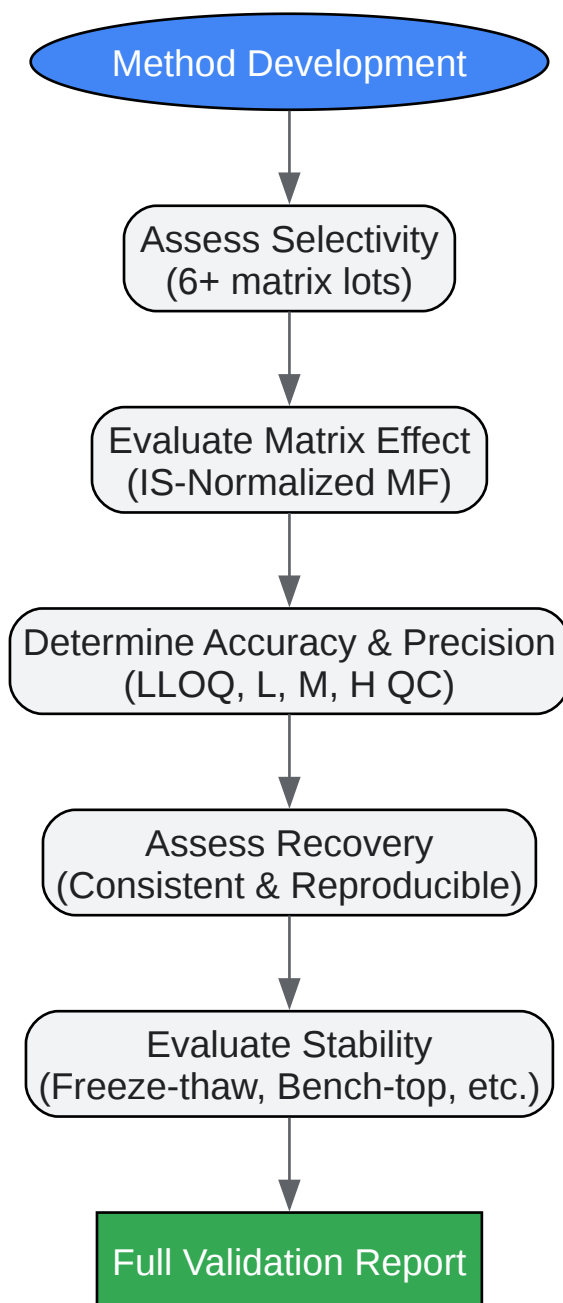 Method Development
Assess Selectivity
(6+ matrix lots)
Evaluate Matrix Effect
(IS-Normalized MF)
Determine Accuracy & Precision
(LLOQ, L, M, H QC)
Assess Recovery
(Consistent & Reproducible)
Evaluate Stability
(Freeze-thaw, Bench-top, etc.)
Full Validation Report